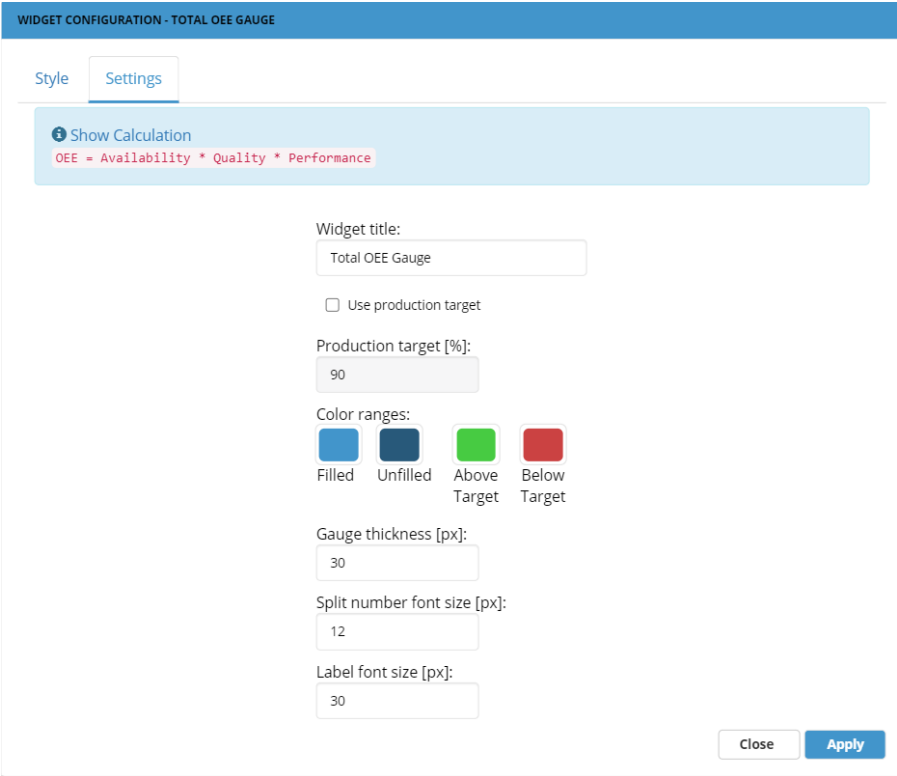 WIDGET CONFIGURATION - TOTAL OEE GAUGE
Style Settings
Show Calculation
OEE = Availability * Quality * Performance
Widget title:
Total OEE Gauge
Use production target
Production target [%]:
90
Color ranges:
Filled Unfilled Above Below
Target Target
Gauge thickness [px]:
30
Split number font size [px]:
12
Label font size [px]:
30
Close Apply